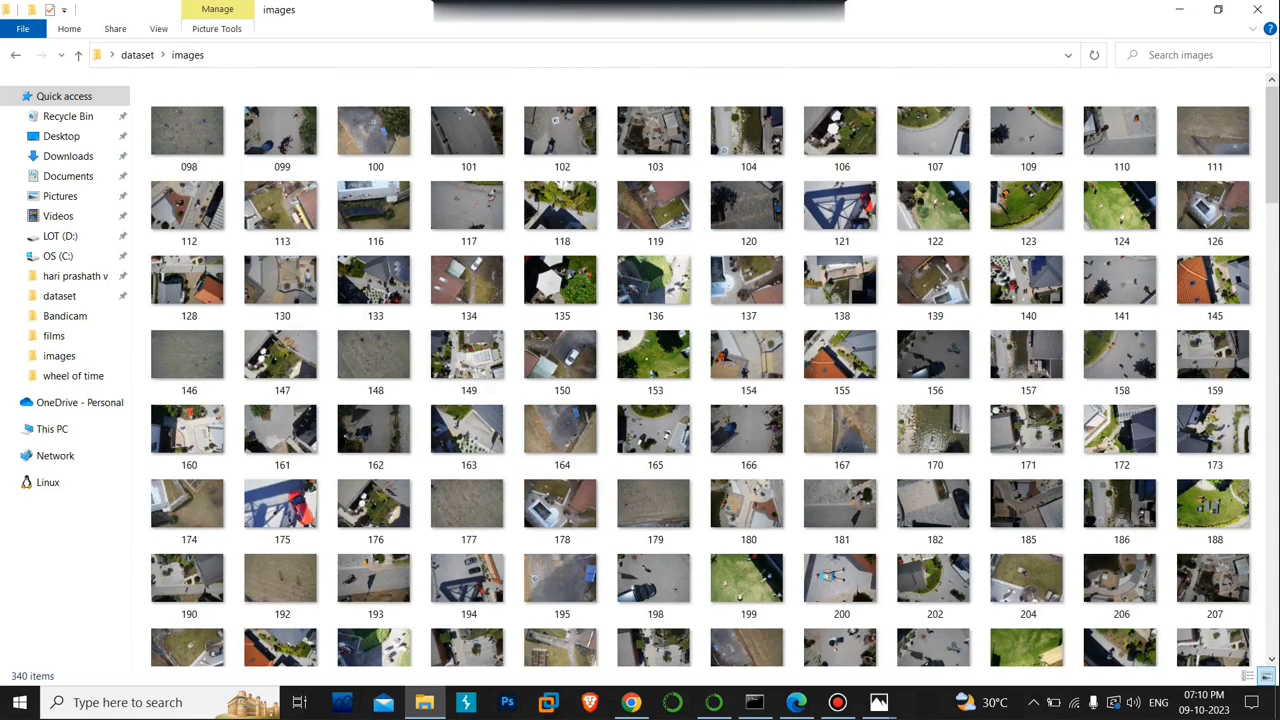 Manage
images
File
Home
Share
View
Picture Tools
dataset
images
Search images
Quick access
Recycle Bin
Desktop
Downloads
Documents
Pictures
Videos
LOT (D:)
OS (C:)
hari prashath v
dataset
Bandicam
films
images
wheel of time
OneDrive - Personal
This PC
Network
Linux
098 099 100 101 102 103 104 106 107 109 110 111
112 113 116 117 118 119 120 121 122 123 124 126
128 130 133 134 135 136 137 138 139 140 141 145
146 147 148 149 150 153 154 155 156 157 158 159
160 161 162 163 164 165 166 167 170 171 172 173
174 175 176 177 178 179 180 181 182 185 186 188
190 192 193 194 195 198 199 200 202 204 206 207
340 items
Type here to search
Ps
30°C
ENG
07:10 PM
09-10-2023